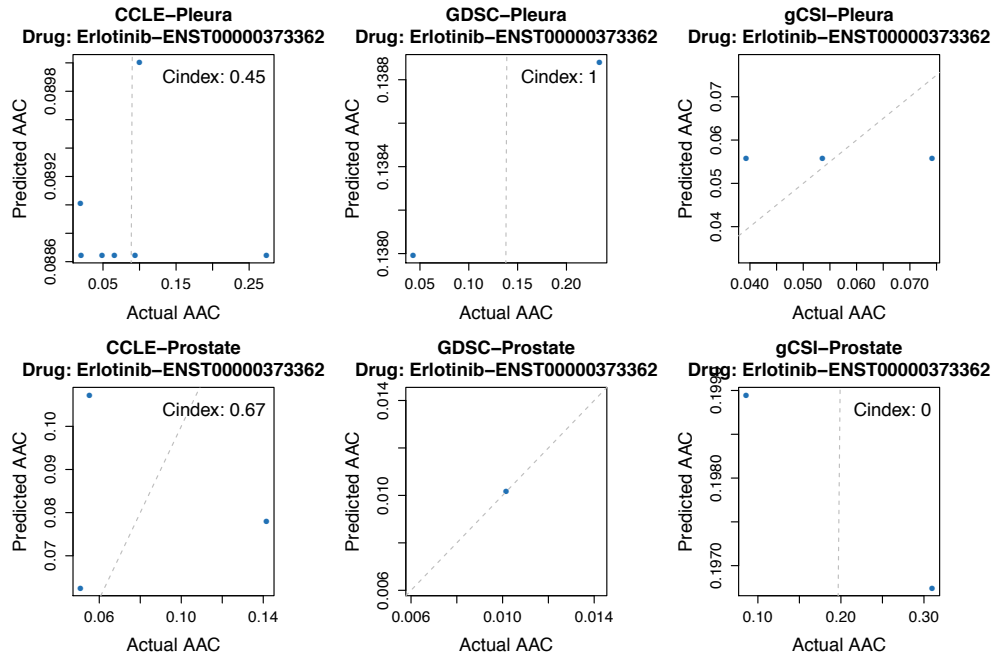 CCLE−Pleura
Drug: Erlotinib−ENST00000373362
Cindex: 0.45
Predicted AAC
0.0886
0.0892
0.0898
0.05
0.15
0.25
Actual AAC
GDSC−Pleura
Drug: Erlotinib−ENST00000373362
Cindex: 1
Predicted AAC
0.1380
0.1384
0.1388
0.05
0.10
0.20
Actual AAC
gCSI−Pleura
Drug: Erlotinib−ENST00000373362
Predicted AAC
0.04
0.05
0.06
0.07
0.040
0.050
0.060
0.070
Actual AAC
CCLE−Prostate
Drug: Erlotinib−ENST00000373362
Cindex: 0.67
Predicted AAC
0.07
0.08
0.09
0.10
0.06
0.10
0.14
Actual AAC
GDSC−Prostate
Drug: Erlotinib−ENST00000373362
Predicted AAC
0.006
0.010
0.014
0.006
0.010
0.014
Actual AAC
gCSI−Prostate
Drug: Erlotinib−ENST00000373362
Cindex: 0
Predicted AAC
0.1970
0.1980
0.10
0.20
0.30
Actual AAC